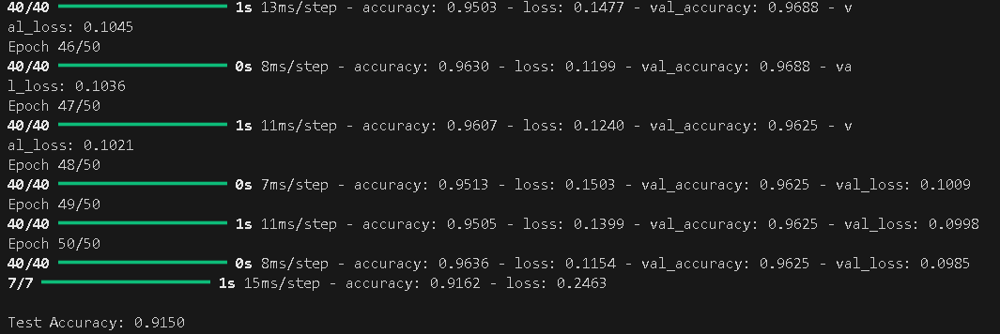 40/40 1s 13ms/step - accuracy: 0.9503 - loss: 0.1477 - val_accuracy: 0.9688 - v
al_loss: 0.1045
Epoch 46/50
40/40 0s 8ms/step - accuracy: 0.9630 - loss: 0.1199 - val_accuracy: 0.9688 - va
l_loss: 0.1036
Epoch 47/50
40/40 1s 11ms/step - accuracy: 0.9607 - loss: 0.1240 - val_accuracy: 0.9625 - v
al_loss: 0.1021
Epoch 48/50
40/40 0s 7ms/step - accuracy: 0.9513 - loss: 0.1503 - val_accuracy: 0.9625 - val_loss: 0.1009
Epoch 49/50
40/40 1s 11ms/step - accuracy: 0.9505 - loss: 0.1399 - val_accuracy: 0.9625 - val_loss: 0.0998
Epoch 50/50
40/40 0s 8ms/step - accuracy: 0.9636 - loss: 0.1154 - val_accuracy: 0.9625 - val_loss: 0.0985
7/7 1s 15ms/step - accuracy: 0.9162 - loss: 0.2463
Test Accuracy: 0.9150